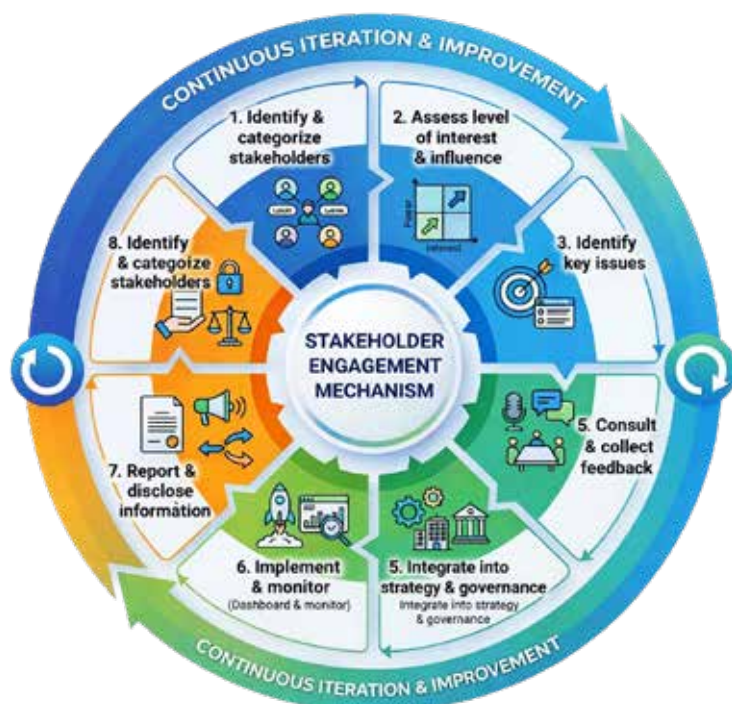 CONTINUOUS ITERATION & IMPROVEMENT
1. Identify &
categorize
stakeholders
2. Assess level
of interest
& influence
Power
Interest
3. Identify
key issues
5. Consult
& collect
feedback
5. Integrate into
strategy & governance
Integrate into strategy
& governance
6. Implement
& monitor
(Dashboard & monitor)
7. Report &
disclose
information
8. Identify
& categoize
stakeholders
STAKEHOLDER
ENGAGEMENT
MECHANISM
CONTINUOUS ITERATION & IMPROVEMENT